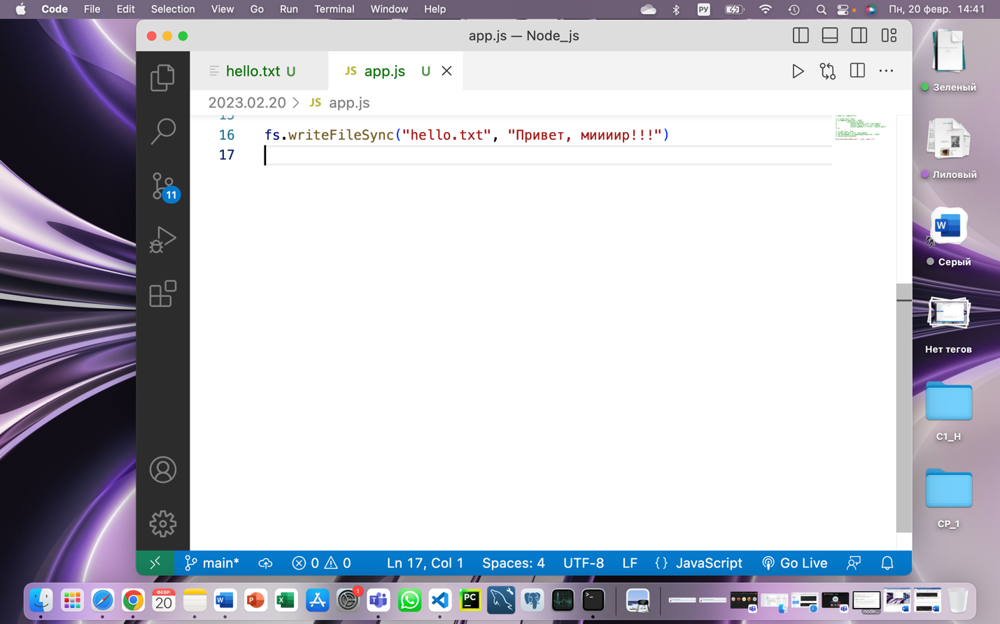 Code File Edit Selection View Go Run Terminal Window Help РУ Пн, 20 февр. 14:41
app.js — Node_js
hello.txt U JS app.js U
2023.02.20 > JS app.js
15
16 fs.writeFileSync("hello.txt", "Привет, миииир!!!")
17
11
Зеленый
Лиловый
Серый
Нет тегов
C1_H
CP_1
main* 0 0 Ln 17, Col 1 Spaces: 4 UTF-8 LF {} JavaScript Go Live
ФЕВР.
20
1
W P X PC >_
node...